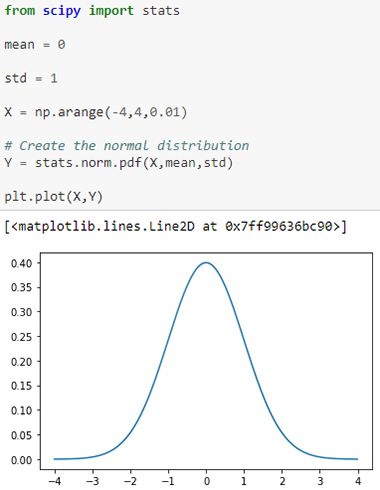 from scipy import stats
mean = 0
std = 1
X = np.arange(-4,4,0.01)
# Create the normal distribution
Y = stats.norm.pdf(X,mean,std)
plt.plot(X,Y)
[<matplotlib.lines.Line2D at 0x7ff99636bc90>]
0.40
0.35
0.30
0.25
0.20
0.15
0.10
0.05
0.00
−4 −3 −2 −1 0 1 2 3 4